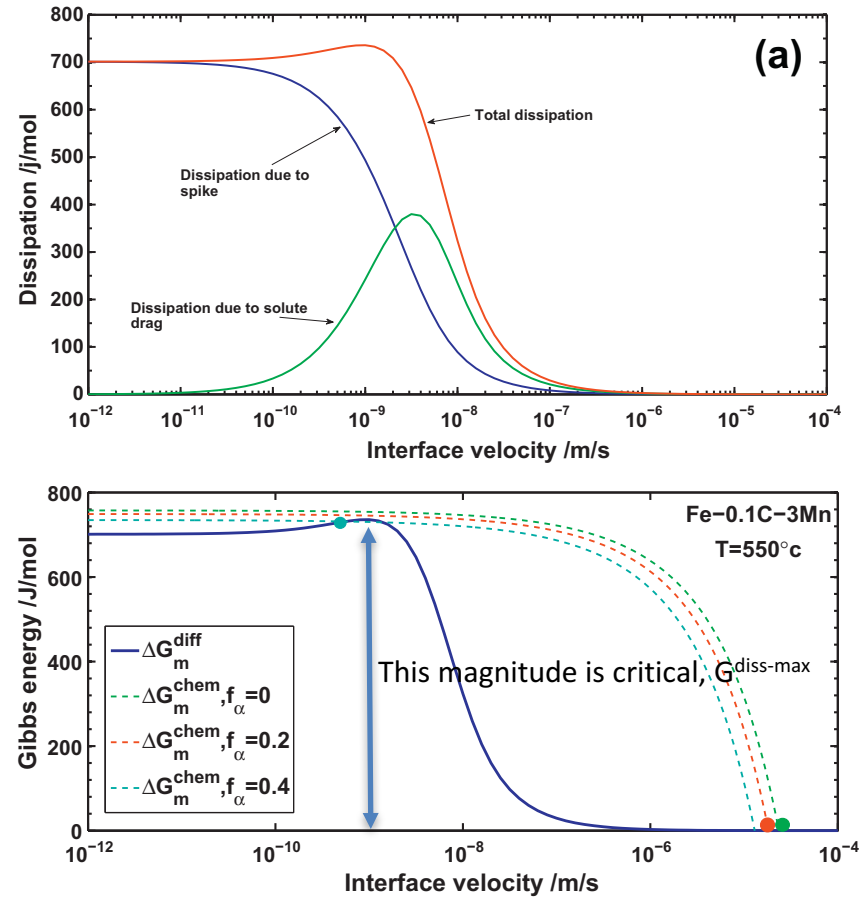 (a)
800
700
600
500
400
300
200
100
0
Dissipation /j/mol
Total dissipation
Dissipation due to
spike
Dissipation due to solute
drag
10^-12
10^-11
10^-10
10^-9
10^-8
10^-7
10^-6
10^-5
10^-4
Interface velocity /m/s
800
600
400
200
0
Gibbs energy /J/mol
Fe−0.1C−3Mn
T=550°c
This magnitude is critical, G^diss-max
ΔG_m^diff
ΔG_m^chem,f_α=0
ΔG_m^chem,f_α=0.2
ΔG_m^chem,f_α=0.4
10^-12
10^-10
10^-8
10^-6
10^-4
Interface velocity /m/s